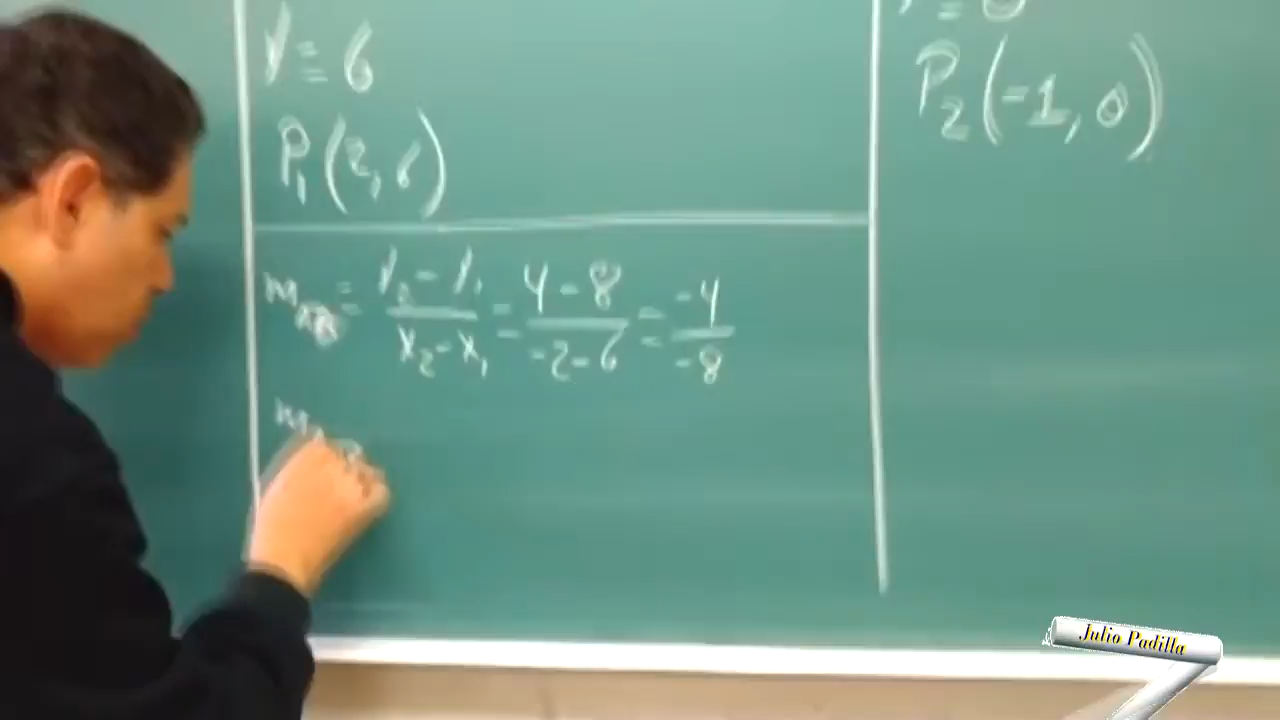 y = 6
P₁(2, 6)
m_AB = (y₂ - y₁)/(x₂ - x₁) = (4 - 8)/(-2 - 6) = (-4)/(-8)
m
= 0
P₂(-1, 0)
Julio Padilla